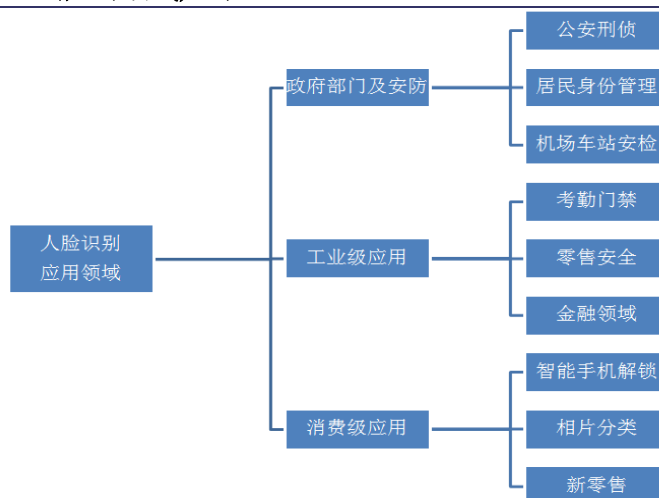 公安刑侦
政府部门及安防
居民身份管理
机场车站安检
考勤门禁
人脸识别
应用领域
工业级应用
零售安全
金融领域
智能手机解锁
消费级应用
相片分类
新零售